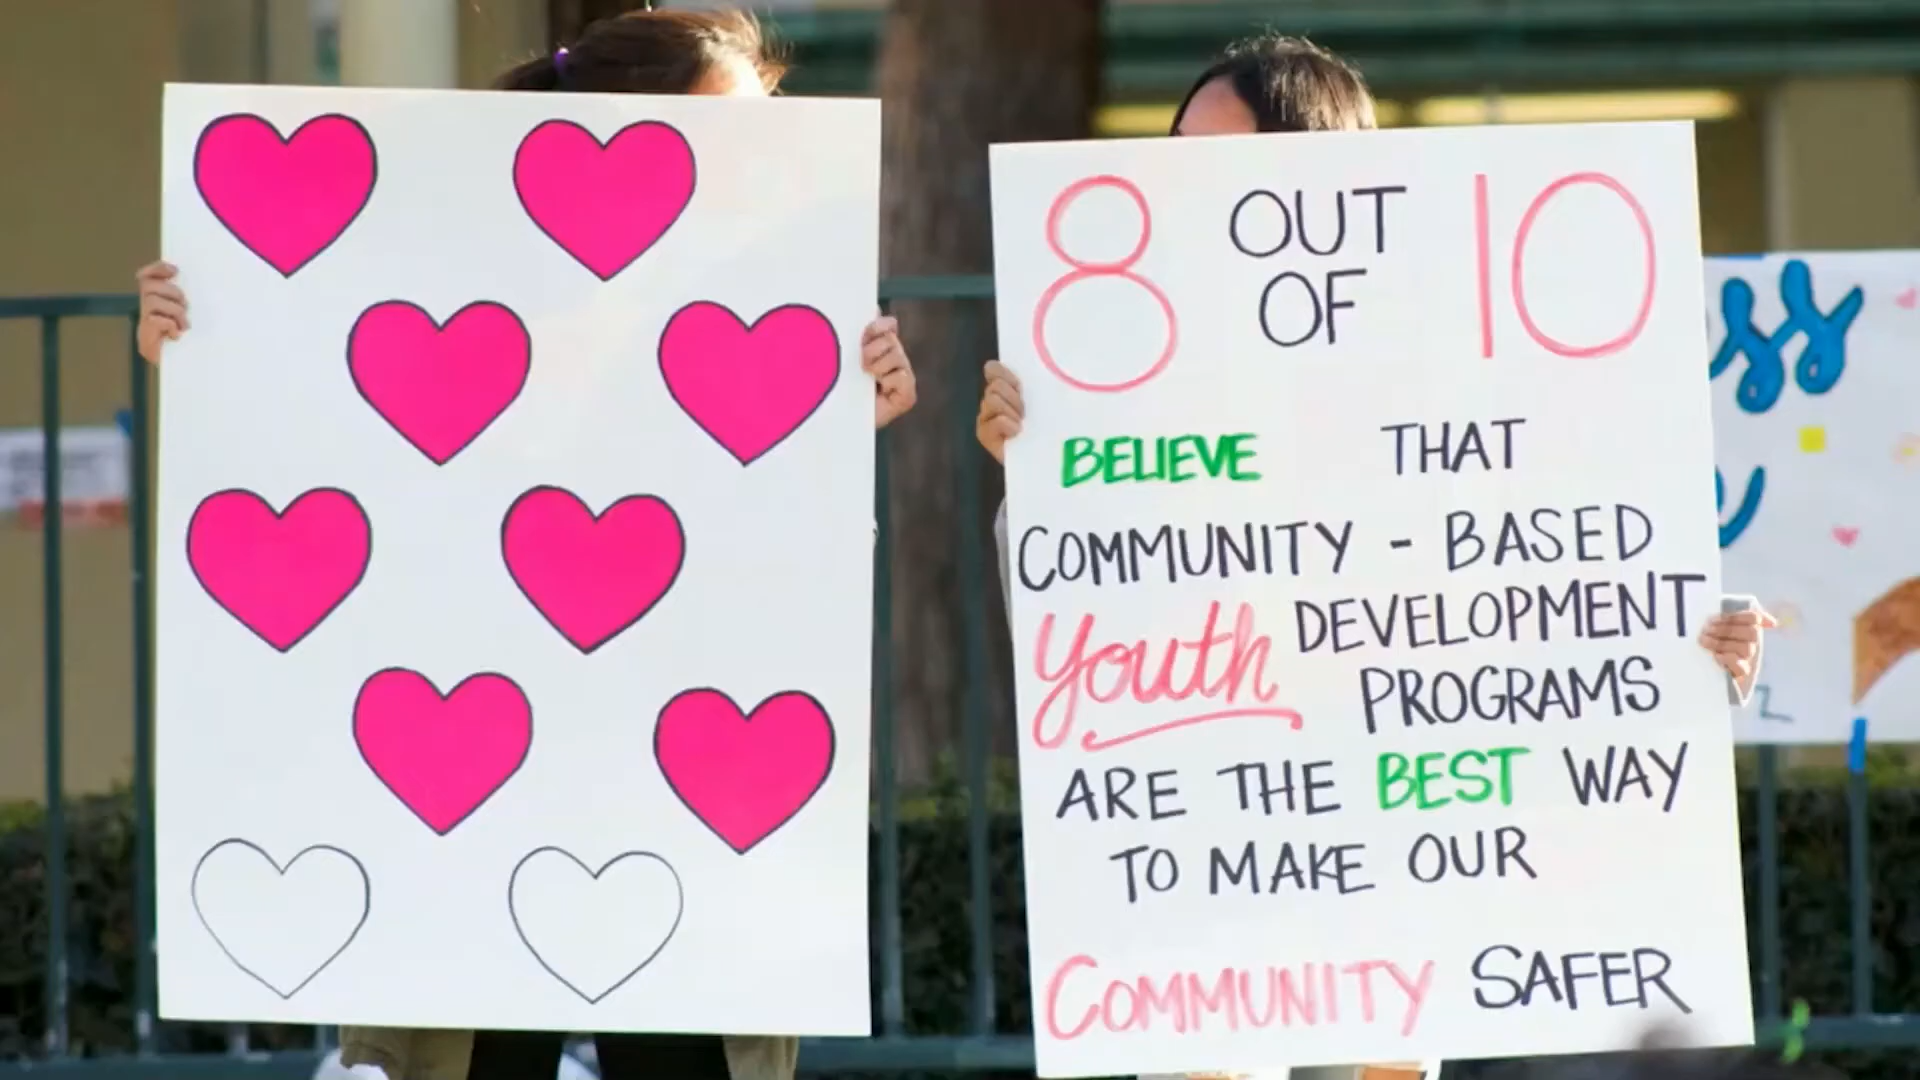 8 OUT OF 10
BELIEVE THAT
COMMUNITY - BASED
Youth DEVELOPMENT
PROGRAMS
ARE THE BEST WAY
TO MAKE OUR
COMMUNITY SAFER